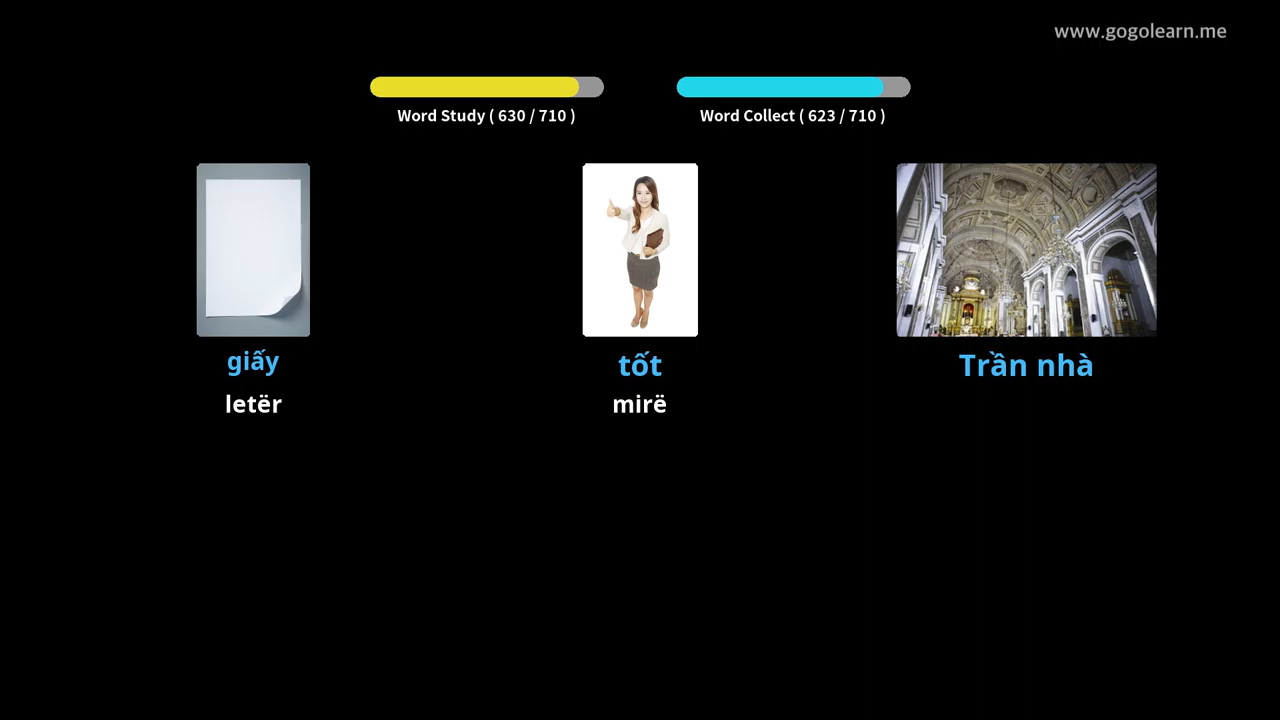 www.gogolearn.me
Word Study ( 630 / 710 )
Word Collect ( 623 / 710 )
giấy
letër
tốt
mirë
Trần nhà